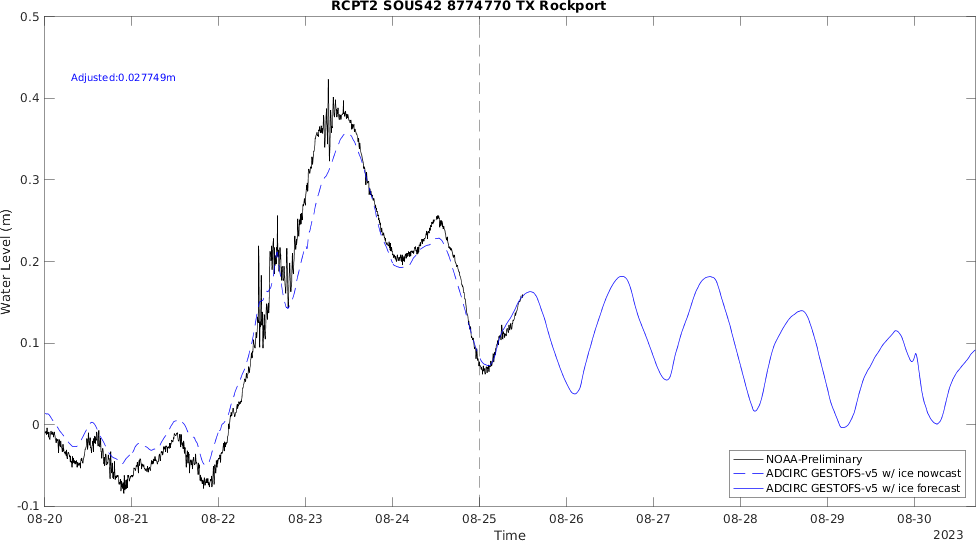 RCPT2 SOUS42 8774770 TX Rockport
Adjusted:0.027749m
Water Level (m)
0.5
0.4
0.3
0.2
0.1
0
-0.1
08-20 08-21 08-22 08-23 08-24 08-25 08-26 08-27 08-28 08-29 08-30
Time
2023
NOAA-Preliminary
ADCIRC GESTOFS-v5 w/ ice nowcast
ADCIRC GESTOFS-v5 w/ ice forecast